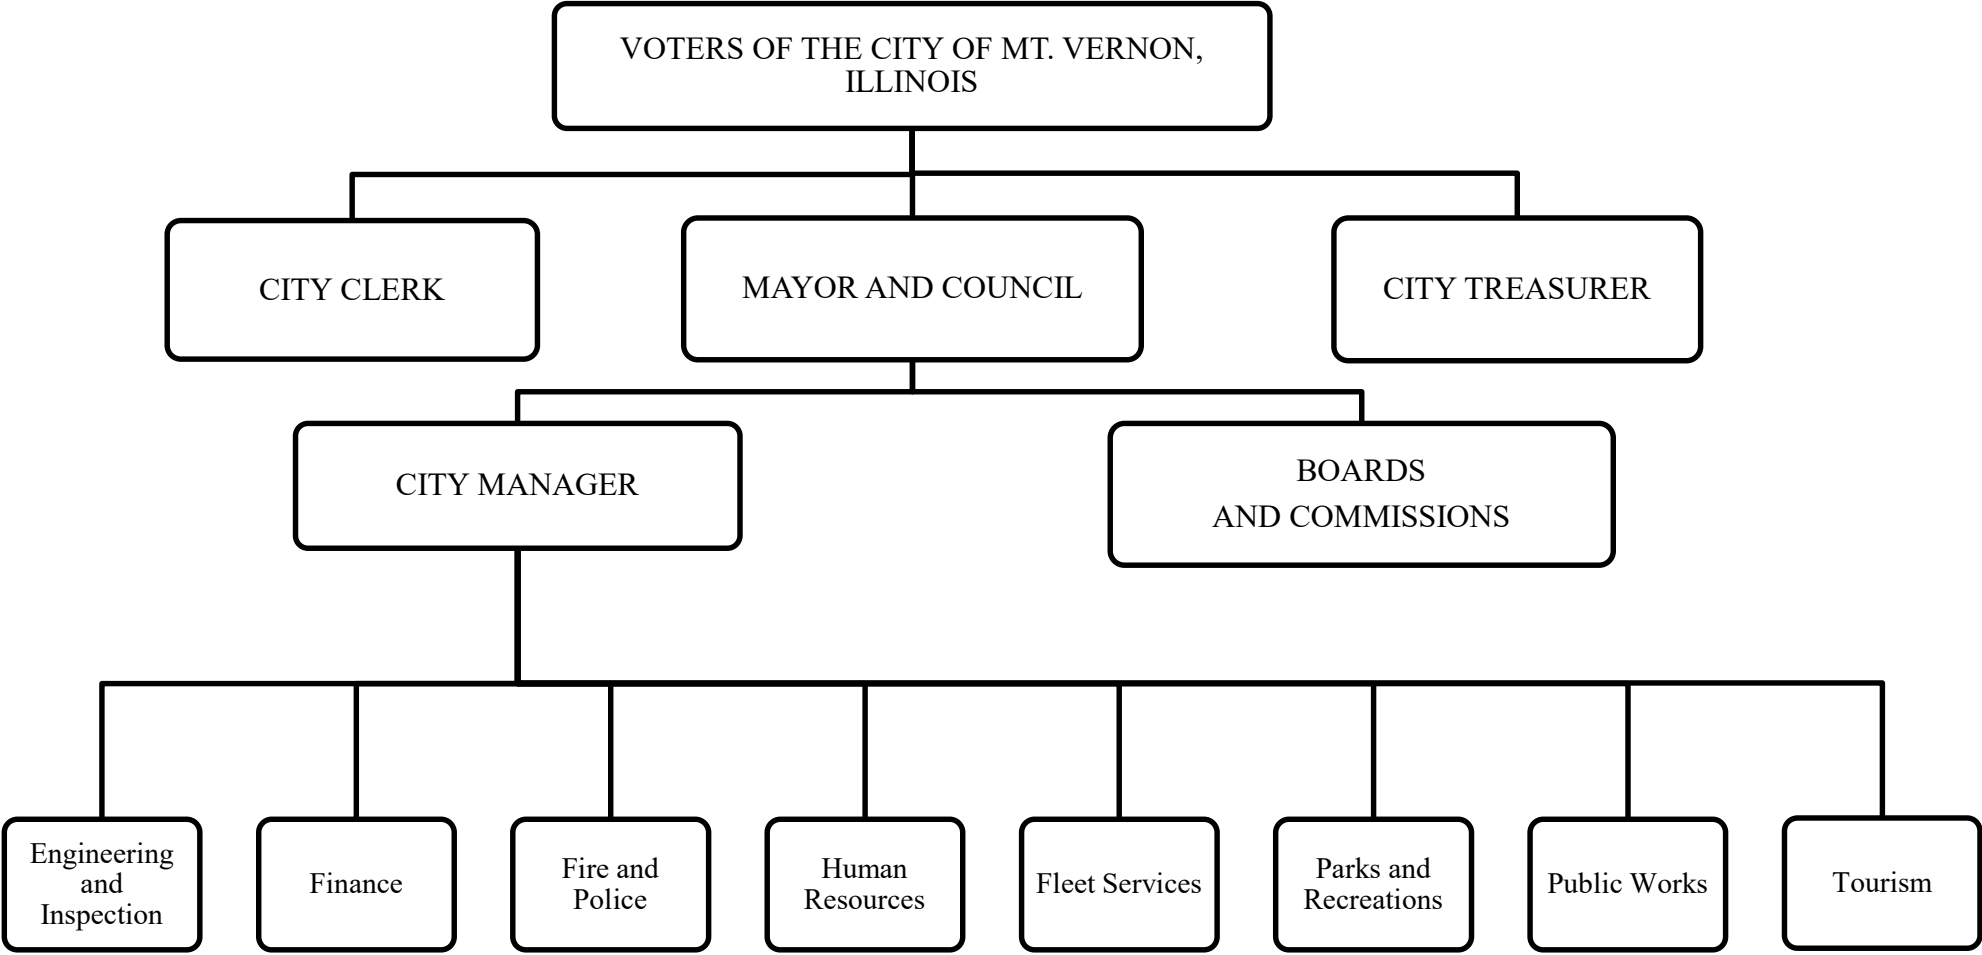 VOTERS OF THE CITY OF MT. VERNON,
ILLINOIS
CITY CLERK
MAYOR AND COUNCIL
CITY TREASURER
CITY MANAGER
BOARDS
AND COMMISSIONS
Engineering
and
Inspection
Finance
Fire and
Police
Human
Resources
Fleet Services
Parks and
Recreations
Public Works
Tourism